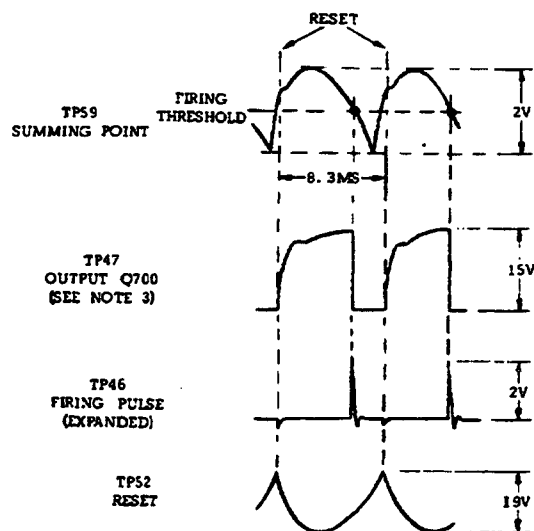 RESET
TP59
SUMMING POINT
FIRING
THRESHOLD
2V
8.3MS
TP47
OUTPUT Q700
(SEE NOTE 3)
15V
TP46
FIRING PULSE
(EXPANDED)
2V
TP52
RESET
19V